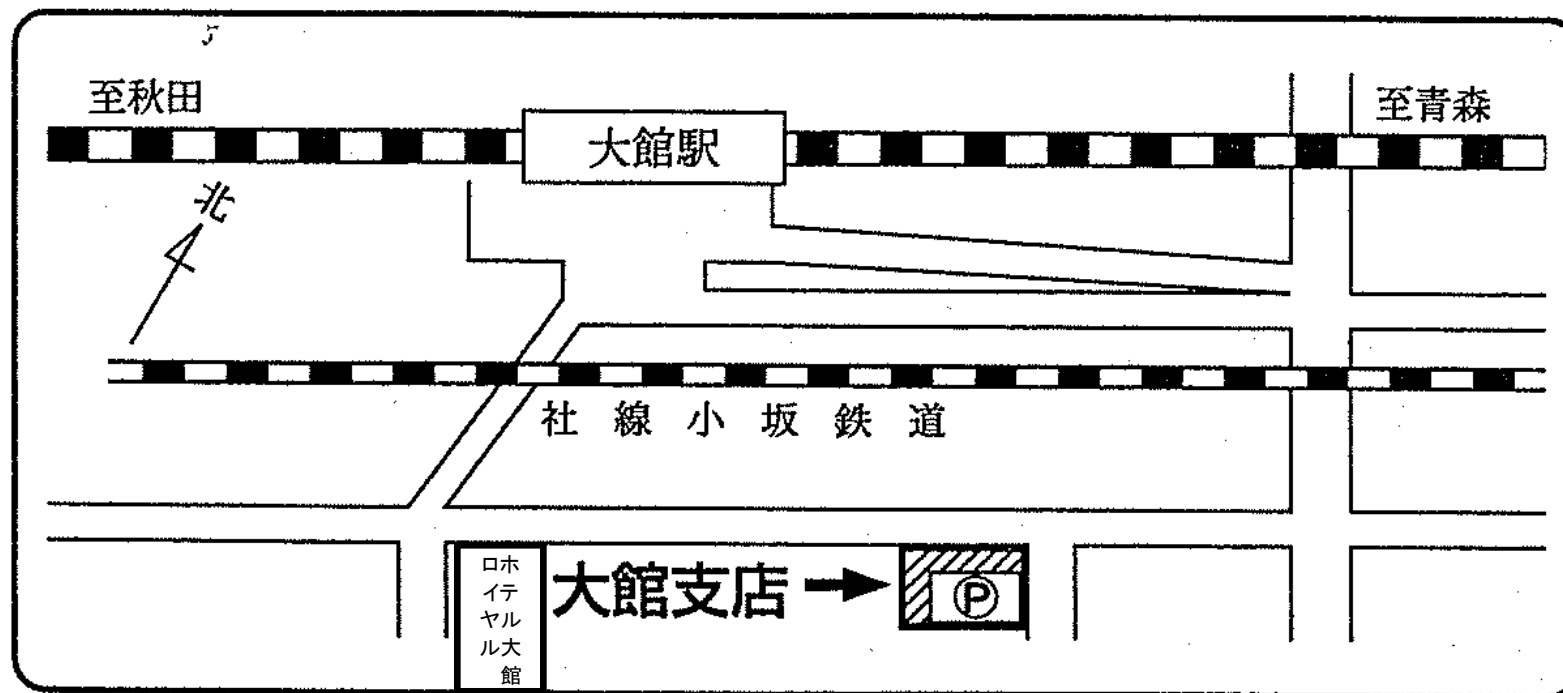 至秋田
大館駅
至青森
北
社線小坂鉄道
ホテル大館
ロイヤル
大館支店
P